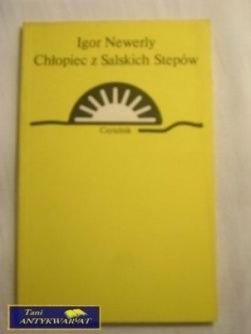 Igor Newerly
Chłopiec z Salskich Stepów
Czytelnik
Tani
ANTYKWARIAT